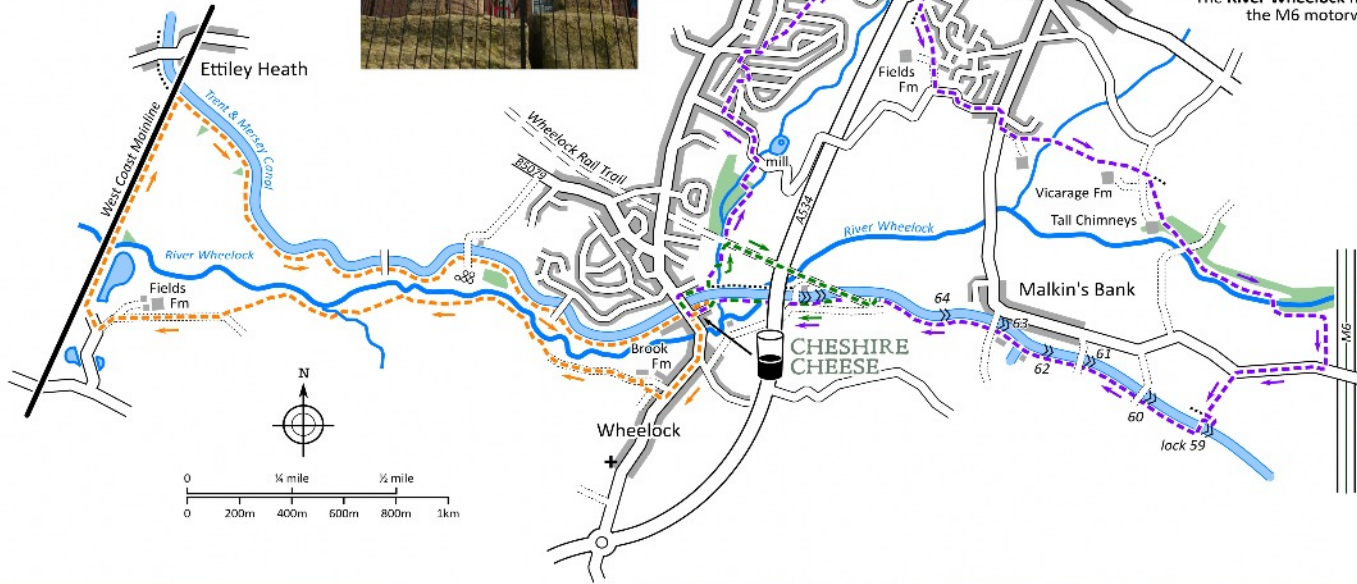 The River Wheelock
the M6 motorw
Ettiley Heath
Trent & Mersey Canal
West Coast Mainline
Wheelock Rail Trail
B5079
Fields
Fm
mill
A534
Vicarage Fm
Tall Chimneys
River Wheelock
River Wheelock
Fields
Fm
Malkin's Bank
64
63
62
61
60
lock 59
M6
Brook
Fm
CHESHIRE
CHEESE
Wheelock
N
0 ¼ mile ½ mile
0 200m 400m 600m 800m 1km